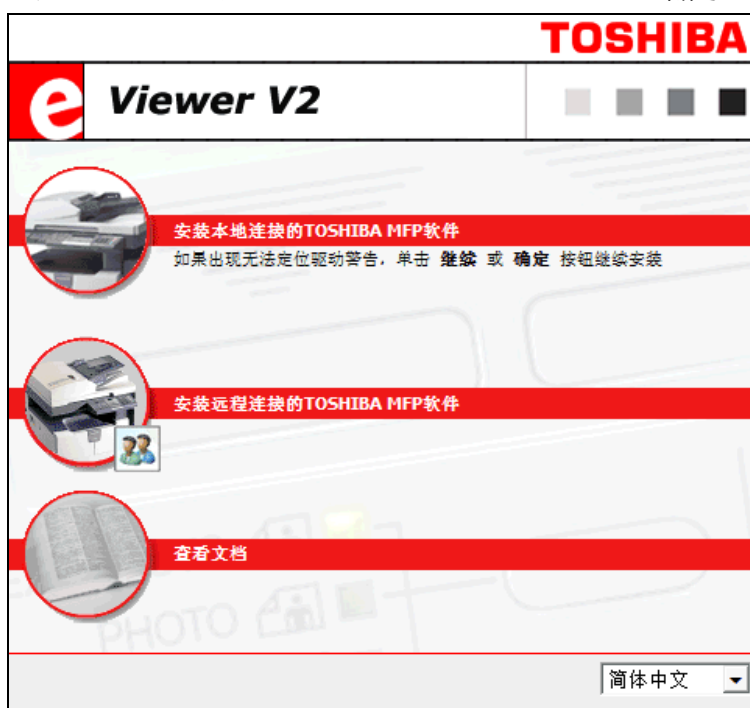 TOSHIBA
e Viewer V2
安装本地连接的TOSHIBA MFP软件
如果出现无法定位驱动警告，单击 继续 或 确定 按钮继续安装
安装远程连接的TOSHIBA MFP软件
查看文档
PHOTO
简体中文